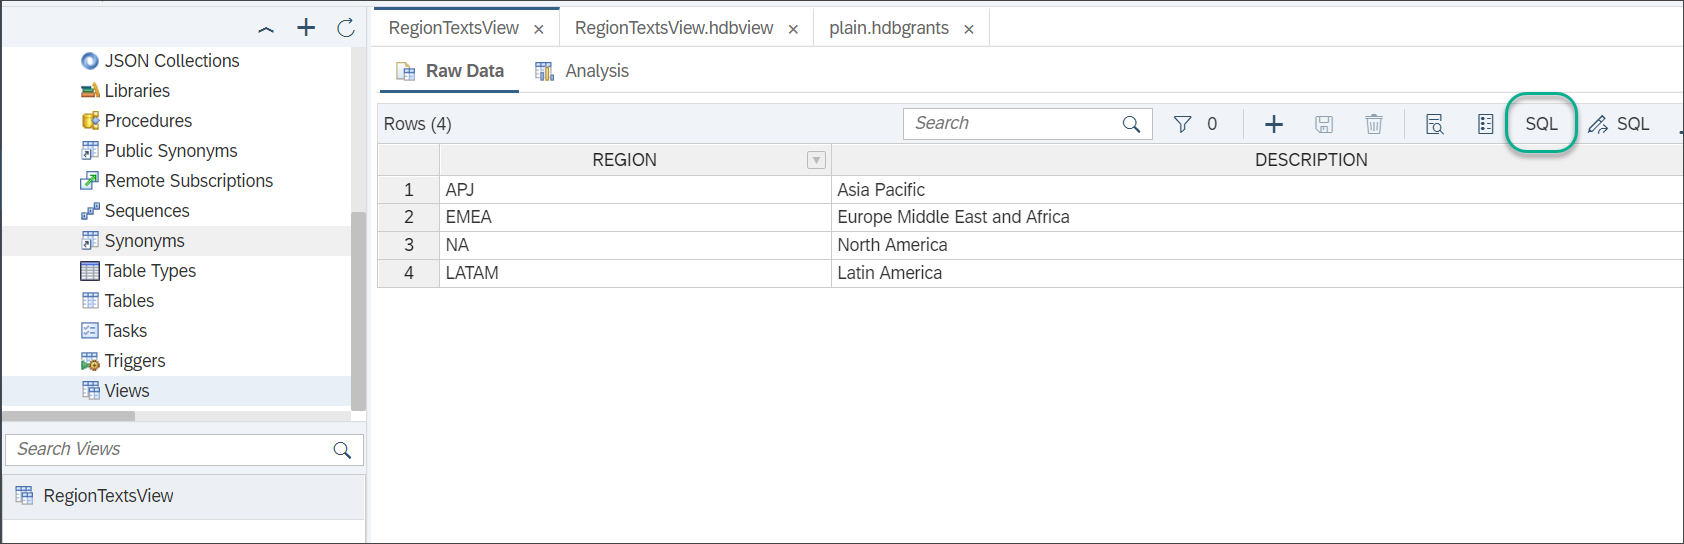 RegionTextsView
RegionTextsView.hdbview
plain.hdbgrants
JSON Collections
Libraries
Procedures
Public Synonyms
Remote Subscriptions
Sequences
Synonyms
Table Types
Tables
Tasks
Triggers
Views
Search Views
RegionTextsView
Raw Data
Analysis
Rows (4)
Search
0
SQL
SQL
REGION DESCRIPTION
1 APJ Asia Pacific
2 EMEA Europe Middle East and Africa
3 NA North America
4 LATAM Latin America